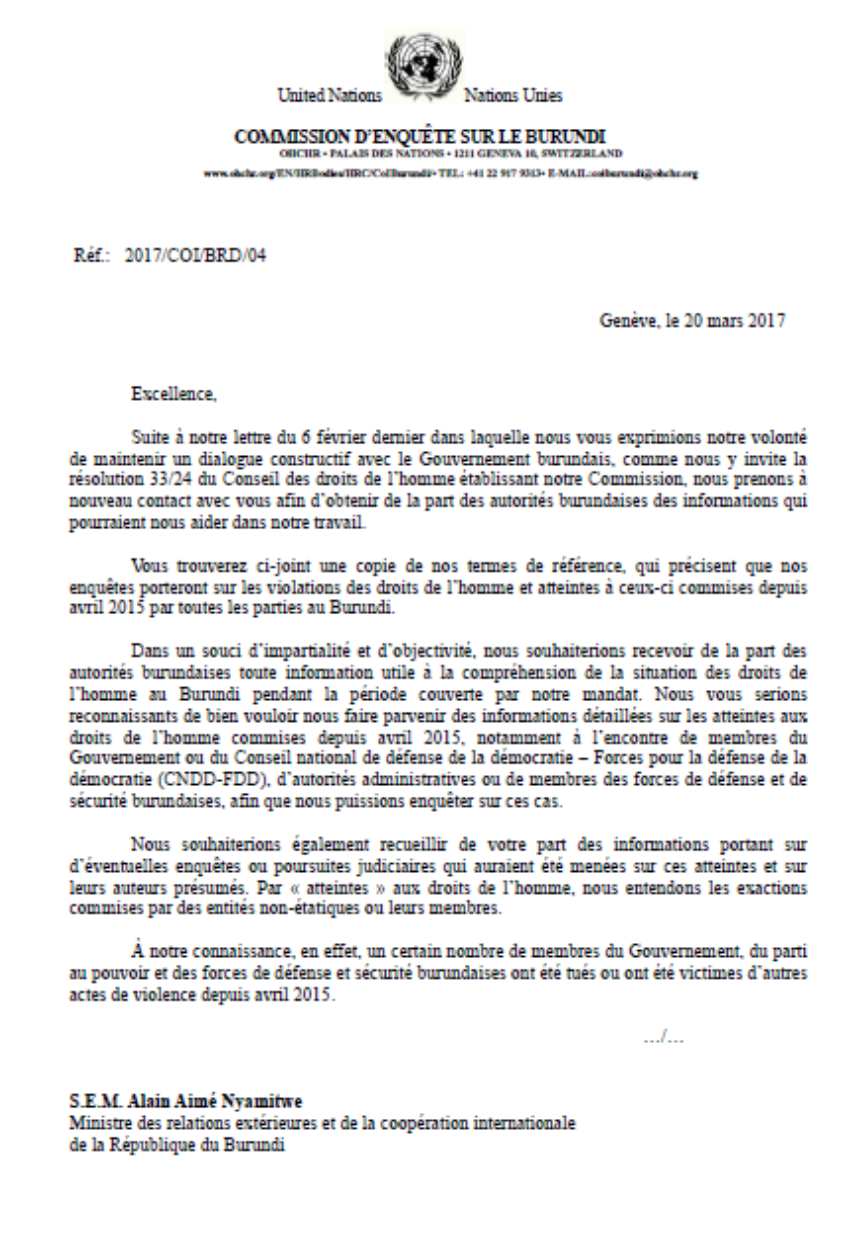 United Nations Nations Unies
COMMISSION D'ENQUÊTE SUR LE BURUNDI
OHCHR • PALAIS DES NATIONS • 1211 GENEVA 10, SWITZERLAND
www.ohchr.org/EN/HRBodies/HRC/CoIBurundi• TEL: +41 22 917 9313• E-MAIL:coiburundi@ohchr.org
Réf.: 2017/COI/BRD/04
Genève, le 20 mars 2017
Excellence,
Suite à notre lettre du 6 février dernier dans laquelle nous vous exprimions notre volonté
de maintenir un dialogue constructif avec le Gouvernement burundais, comme nous y invite la
résolution 33/24 du Conseil des droits de l'homme établissant notre Commission, nous prenons à
nouveau contact avec vous afin d'obtenir de la part des autorités burundaises des informations qui
pourraient nous aider dans notre travail.
Vous trouverez ci-joint une copie de nos termes de référence, qui précisent que nos
enquêtes porteront sur les violations des droits de l'homme et atteintes à ceux-ci commises depuis
avril 2015 par toutes les parties au Burundi.
Dans un souci d'impartialité et d'objectivité, nous souhaiterions recevoir de la part des
autorités burundaises toute information utile à la compréhension de la situation des droits de
l'homme au Burundi pendant la période couverte par notre mandat. Nous vous serions
reconnaissants de bien vouloir nous faire parvenir des informations détaillées sur les atteintes aux
droits de l'homme commises depuis avril 2015, notamment à l'encontre de membres du
Gouvernement ou du Conseil national de défense de la démocratie – Forces pour la défense de la
démocratie (CNDD-FDD), d'autorités administratives ou de membres des forces de défense et de
sécurité burundaises, afin que nous puissions enquêter sur ces cas.
Nous souhaiterions également recueillir de votre part des informations portant sur
d'éventuelles enquêtes ou poursuites judiciaires qui auraient été menées sur ces atteintes et sur
leurs auteurs présumés. Par « atteintes » aux droits de l'homme, nous entendons les exactions
commises par des entités non-étatiques ou leurs membres.
À notre connaissance, en effet, un certain nombre de membres du Gouvernement, du parti
au pouvoir et des forces de défense et sécurité burundaises ont été tués ou ont été victimes d'autres
actes de violence depuis avril 2015.
…/…
S.E.M. Alain Aimé Nyamitwe
Ministre des relations extérieures et de la coopération internationale
de la République du Burundi